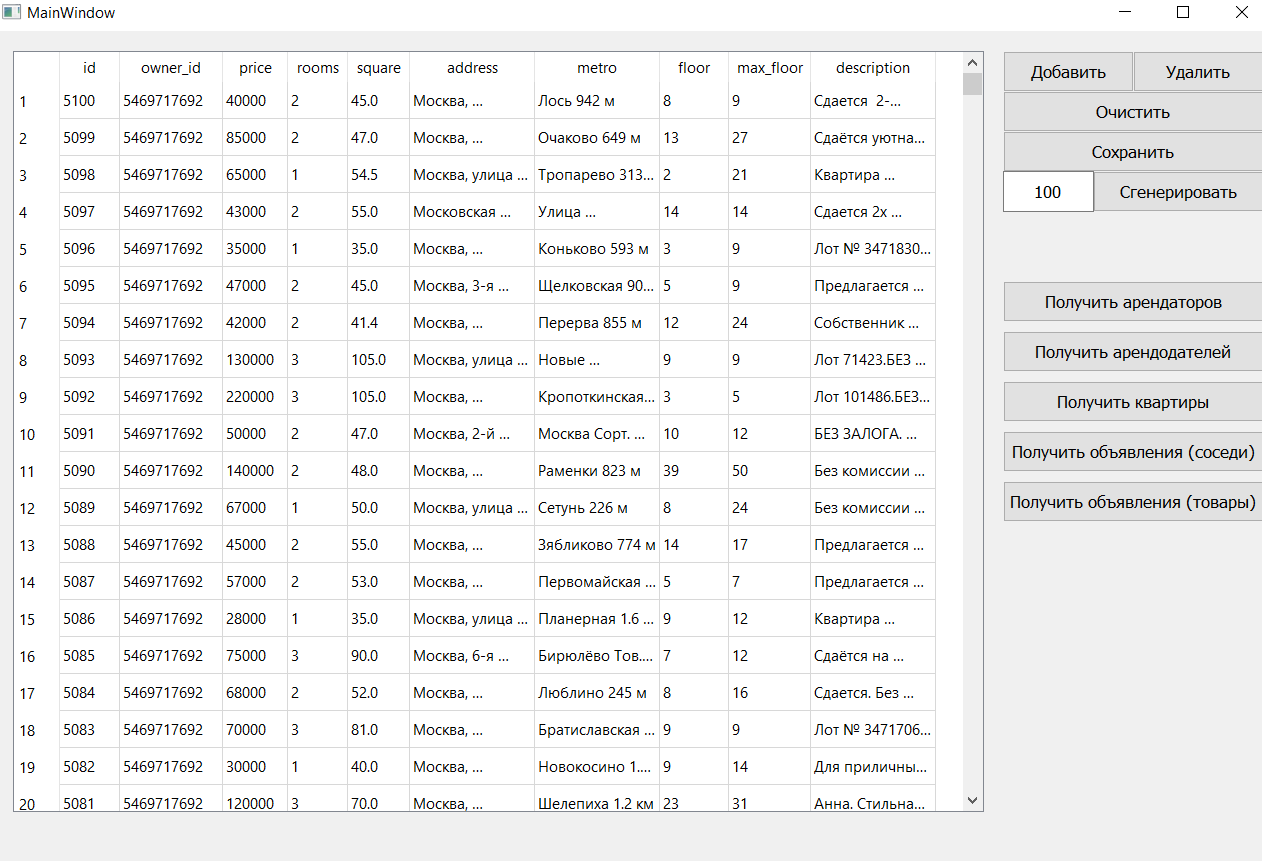 MainWindow
id owner_id price rooms square address metro floor max_floor description
1 5100 5469717692 40000 2 45.0 Москва, ... Лось 942 м 8 9 Сдается 2-...
2 5099 5469717692 85000 2 47.0 Москва, ... Очаково 649 м 13 27 Сдаётся уютна...
3 5098 5469717692 65000 1 54.5 Москва, улица ... Тропарево 313... 2 21 Квартира ...
4 5097 5469717692 43000 2 55.0 Московская ... Улица ... 14 14 Сдается 2х ...
5 5096 5469717692 35000 1 35.0 Москва, ... Коньково 593 м 3 9 Лот № 3471830...
6 5095 5469717692 47000 2 45.0 Москва, 3-я ... Щелковская 90... 5 9 Предлагается ...
7 5094 5469717692 42000 2 41.4 Москва, ... Перерва 855 м 12 24 Собственник ...
8 5093 5469717692 130000 3 105.0 Москва, улица ... Новые ... 9 9 Лот 71423.БЕЗ ...
9 5092 5469717692 220000 3 105.0 Москва, ... Кропоткинская... 3 5 Лот 101486.БЕЗ...
10 5091 5469717692 50000 2 47.0 Москва, 2-й ... Москва Сорт. ... 10 12 БЕЗ ЗАЛОГА. ...
11 5090 5469717692 140000 2 48.0 Москва, ... Раменки 823 м 39 50 Без комиссии ...
12 5089 5469717692 67000 1 50.0 Москва, улица ... Сетунь 226 м 8 24 Без комиссии ...
13 5088 5469717692 45000 2 55.0 Москва, ... Зябликово 774 м 14 17 Предлагается ...
14 5087 5469717692 57000 2 53.0 Москва, ... Первомайская ... 5 7 Предлагается ...
15 5086 5469717692 28000 1 35.0 Москва, улица ... Планерная 1.6 ... 9 12 Квартира ...
16 5085 5469717692 75000 3 90.0 Москва, 6-я ... Бирюлёво Тов.... 7 12 Сдаётся на ...
17 5084 5469717692 68000 2 52.0 Москва, ... Люблино 245 м 8 16 Сдается. Без ...
18 5083 5469717692 70000 3 81.0 Москва, ... Братиславская ... 9 9 Лот № 3471706...
19 5082 5469717692 30000 1 40.0 Москва, ... Новокосино 1.... 9 14 Для приличны...
20 5081 5469717692 120000 3 70.0 Москва, ... Шелепиха 1.2 км 23 31 Анна. Стильна...
Добавить Удалить
Очистить
Сохранить
100 Сгенерировать
Получить арендаторов
Получить арендодателей
Получить квартиры
Получить объявления (соседи)
Получить объявления (товары)